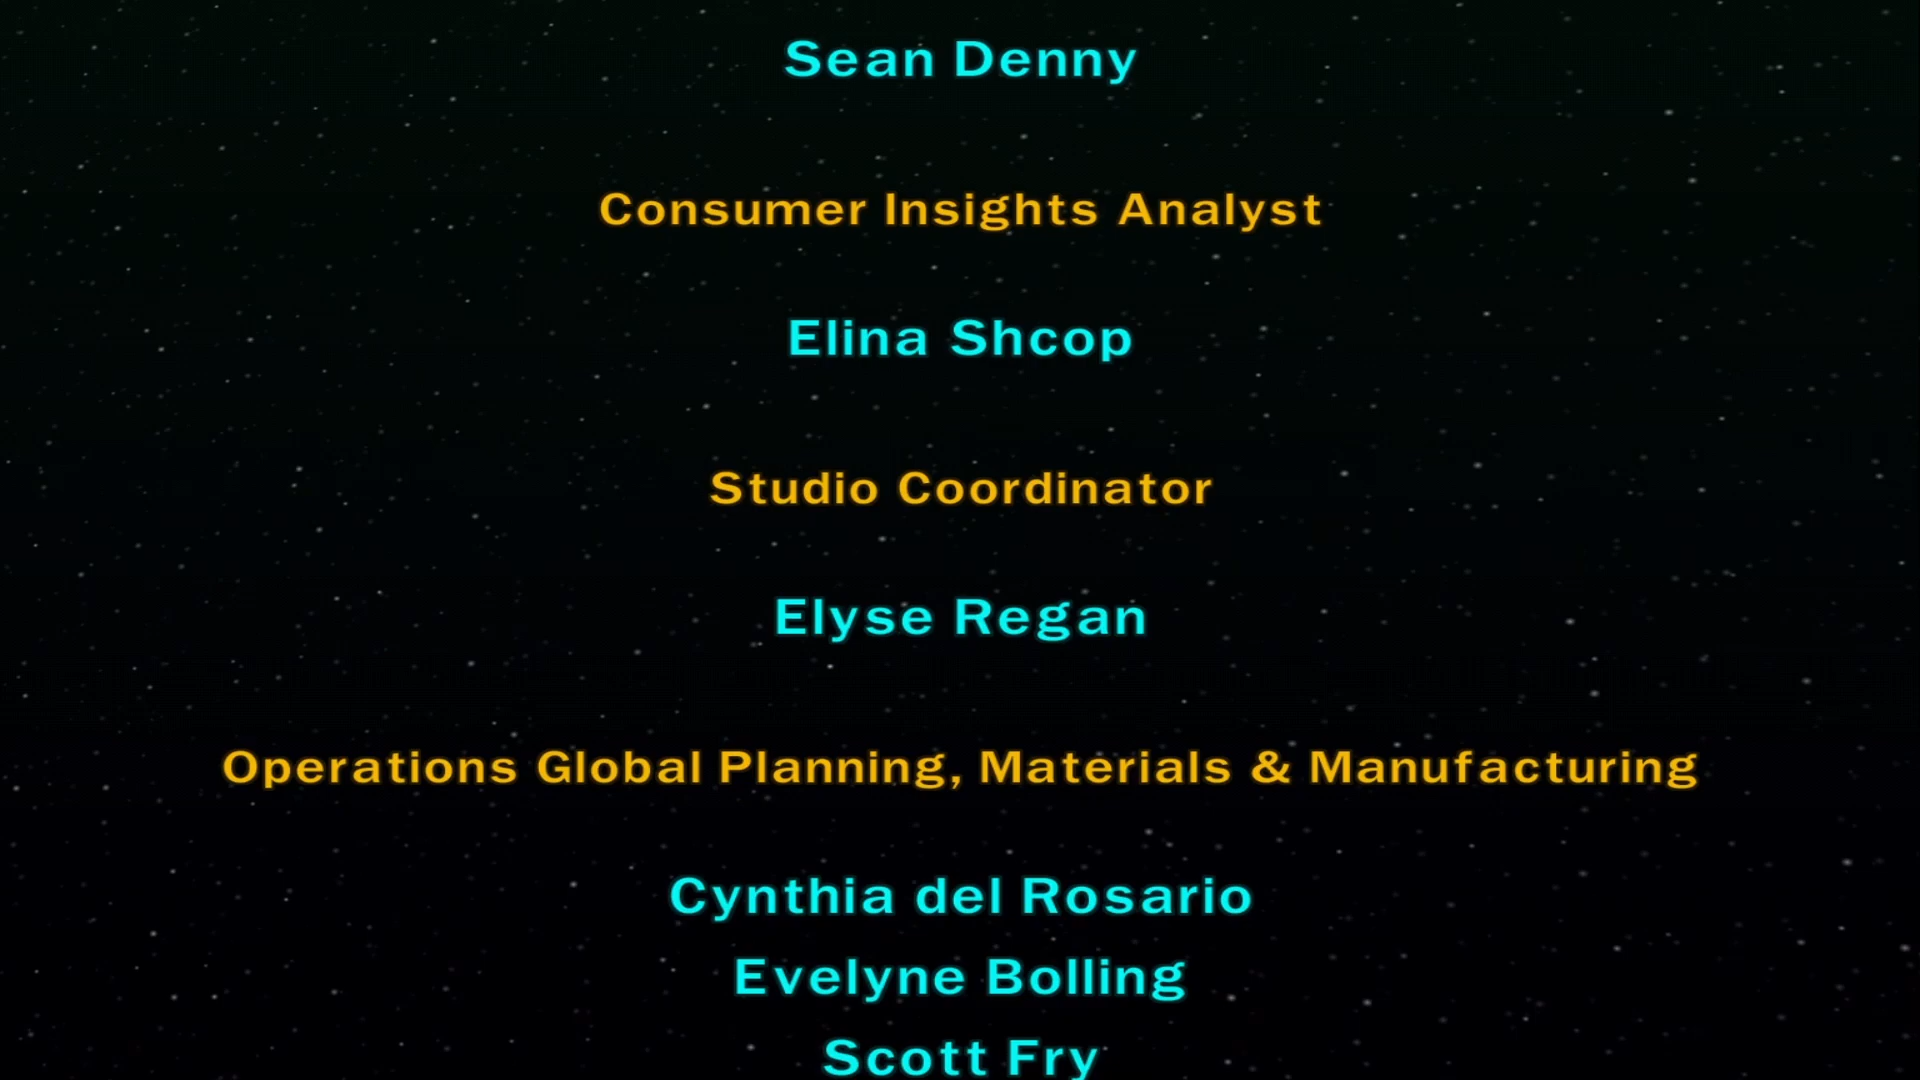 Sean Denny
Consumer Insights Analyst
Elina Shcop
Studio Coordinator
Elyse Regan
Operations Global Planning, Materials & Manufacturing
Cynthia del Rosario
Evelyne Bolling
Scott Fry